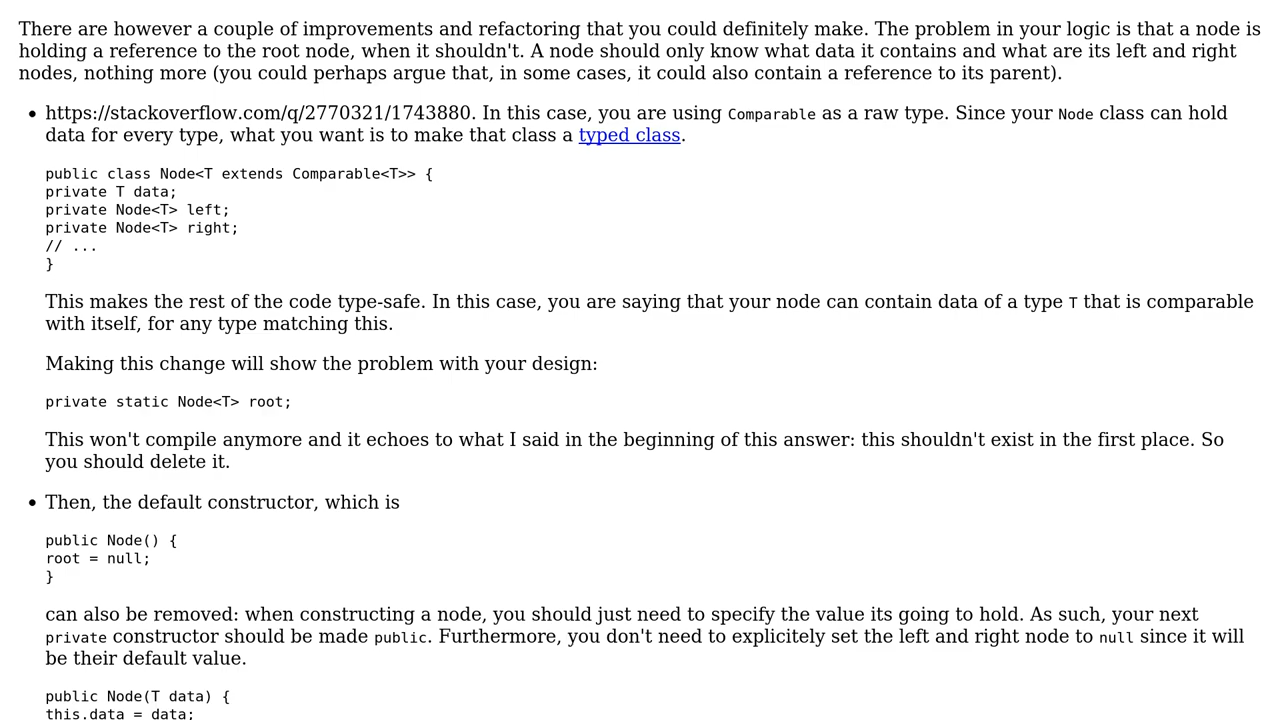 There are however a couple of improvements and refactoring that you could definitely make. The problem in your logic is that a node is
holding a reference to the root node, when it shouldn't. A node should only know what data it contains and what are its left and right
nodes, nothing more (you could perhaps argue that, in some cases, it could also contain a reference to its parent).
• https://stackoverflow.com/q/2770321/1743880. In this case, you are using Comparable as a raw type. Since your Node class can hold
data for every type, what you want is to make that class a typed class.
public class Node<T extends Comparable<T>> {
private T data;
private Node<T> left;
private Node<T> right;
// ...
}
This makes the rest of the code type-safe. In this case, you are saying that your node can contain data of a type T that is comparable
with itself, for any type matching this.
Making this change will show the problem with your design:
private static Node<T> root;
This won't compile anymore and it echoes to what I said in the beginning of this answer: this shouldn't exist in the first place. So
you should delete it.
• Then, the default constructor, which is
public Node() {
root = null;
}
can also be removed: when constructing a node, you should just need to specify the value its going to hold. As such, your next
private constructor should be made public. Furthermore, you don't need to explicitely set the left and right node to null since it will
be their default value.
public Node(T data) {
this.data = data;